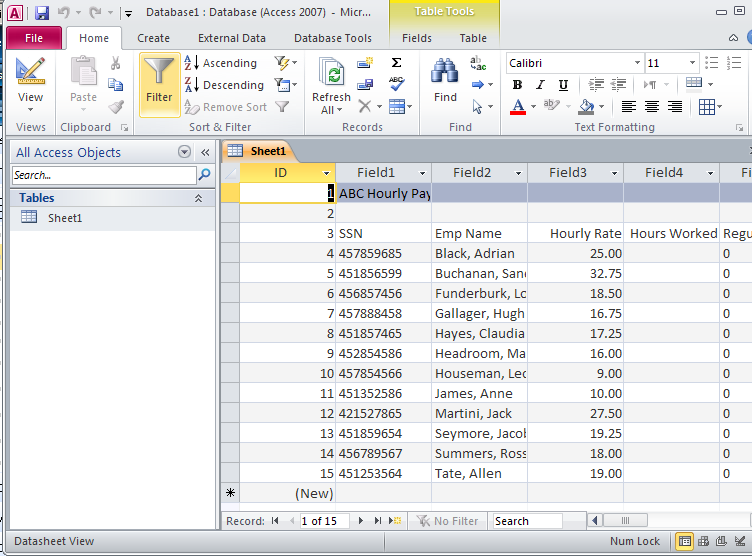 Database1 : Database (Access 2007) - Micr...
Table Tools
File Home Create External Data Database Tools Fields Table
View
Views
Paste
Clipboard
Filter
Ascending
Descending
Remove Sort
Sort & Filter
Refresh All
Records
ab ac
ABC
Find
Find
Calibri 11
B I U
A ab
Text Formatting
All Access Objects
Search...
Tables
Sheet1
Sheet1
ID Field1 Field2 Field3 Field4 Fi
1 ABC Hourly Pay
2
3 SSN Emp Name Hourly Rate Hours Worked Regu
4 457859685 Black, Adrian 25.00 0
5 451856599 Buchanan, San 32.75 0
6 456857456 Funderburk, Lo 18.50 0
7 457888458 Gallager, Hugh 16.75 0
8 451857465 Hayes, Claudia 17.25 0
9 452854586 Headroom, Ma 16.00 0
10 457854566 Houseman, Leo 9.00 0
11 451352586 James, Anne 10.00 0
12 421527865 Martini, Jack 27.50 0
13 451859654 Seymore, Jacob 19.25 0
14 456789567 Summers, Ross 18.00 0
15 451253564 Tate, Allen 19.00 0
(New)
Record: 1 of 15 No Filter Search
Datasheet View Num Lock